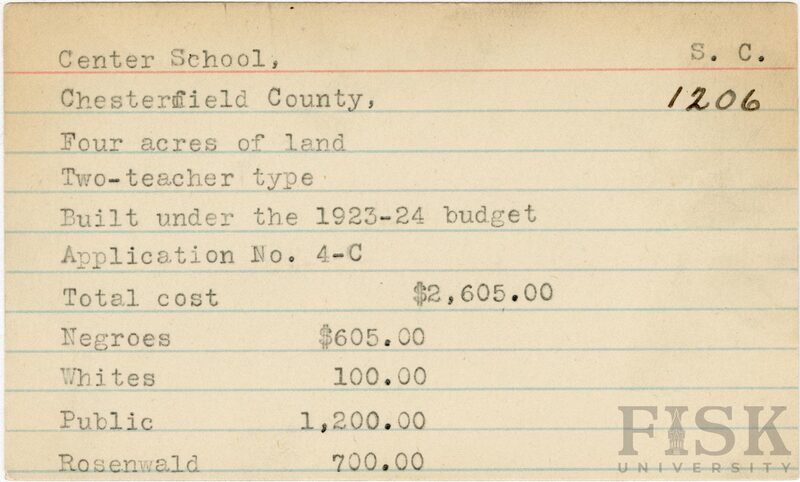 Center School, S. C.
Chesterfield County, 1206
Four acres of land
Two-teacher type
Built under the 1923-24 budget
Application No. 4-C
Total cost $2,605.00
Negroes $605.00
Whites 100.00
Public 1,200.00
Rosenwald 700.00
FISK
UNIVERSITY